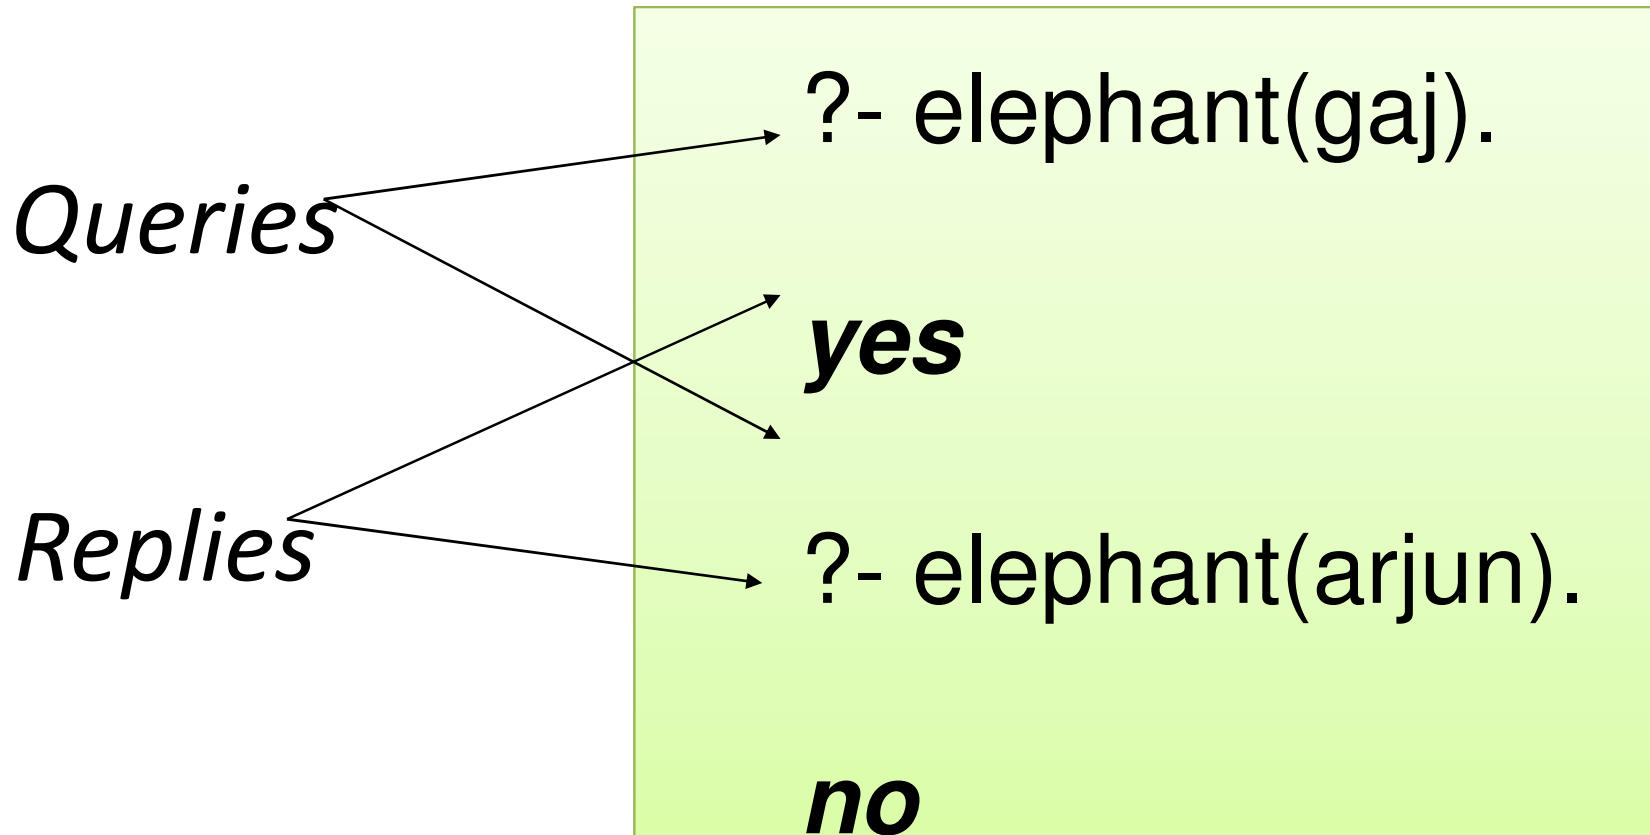 ?- elephant(gaj).
Queries
yes
Replies
?- elephant(arjun).
no